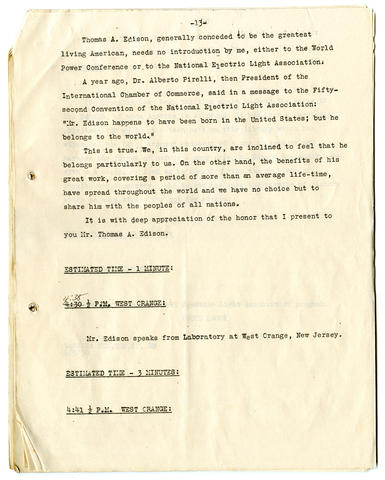 -13-
Thomas A. Edison, generally conceded to be the greatest
living American, needs no introduction by me, either to the World
Power Conference or to the National Electric Light Association.
A year ago, Dr. Alberto Pirelli, then President of the
International Chamber of Commerce, said in a message to the Fifty-
second Convention of the National Electric Light Association:
"Mr. Edison happens to have been born in the United States; but he
belongs to the world."
This is true. We, in this country, are inclined to feel that he
belongs particularly to us. On the other hand, the benefits of his
great work, covering a period of more than an average life-time,
have spread throughout the world and we have no choice but to
share him with the peoples of all nations.
It is with deep appreciation of the honor that I present to
you Mr. Thomas A. Edison.
ESTIMATED TIME - 1 MINUTE:
4:30 ½ P.M. WEST ORANGE:
Mr. Edison speaks from Laboratory at West Orange, New Jersey.
ESTIMATED TIME - 3 MINUTES:
4:41 ½ P.M. WEST ORANGE: